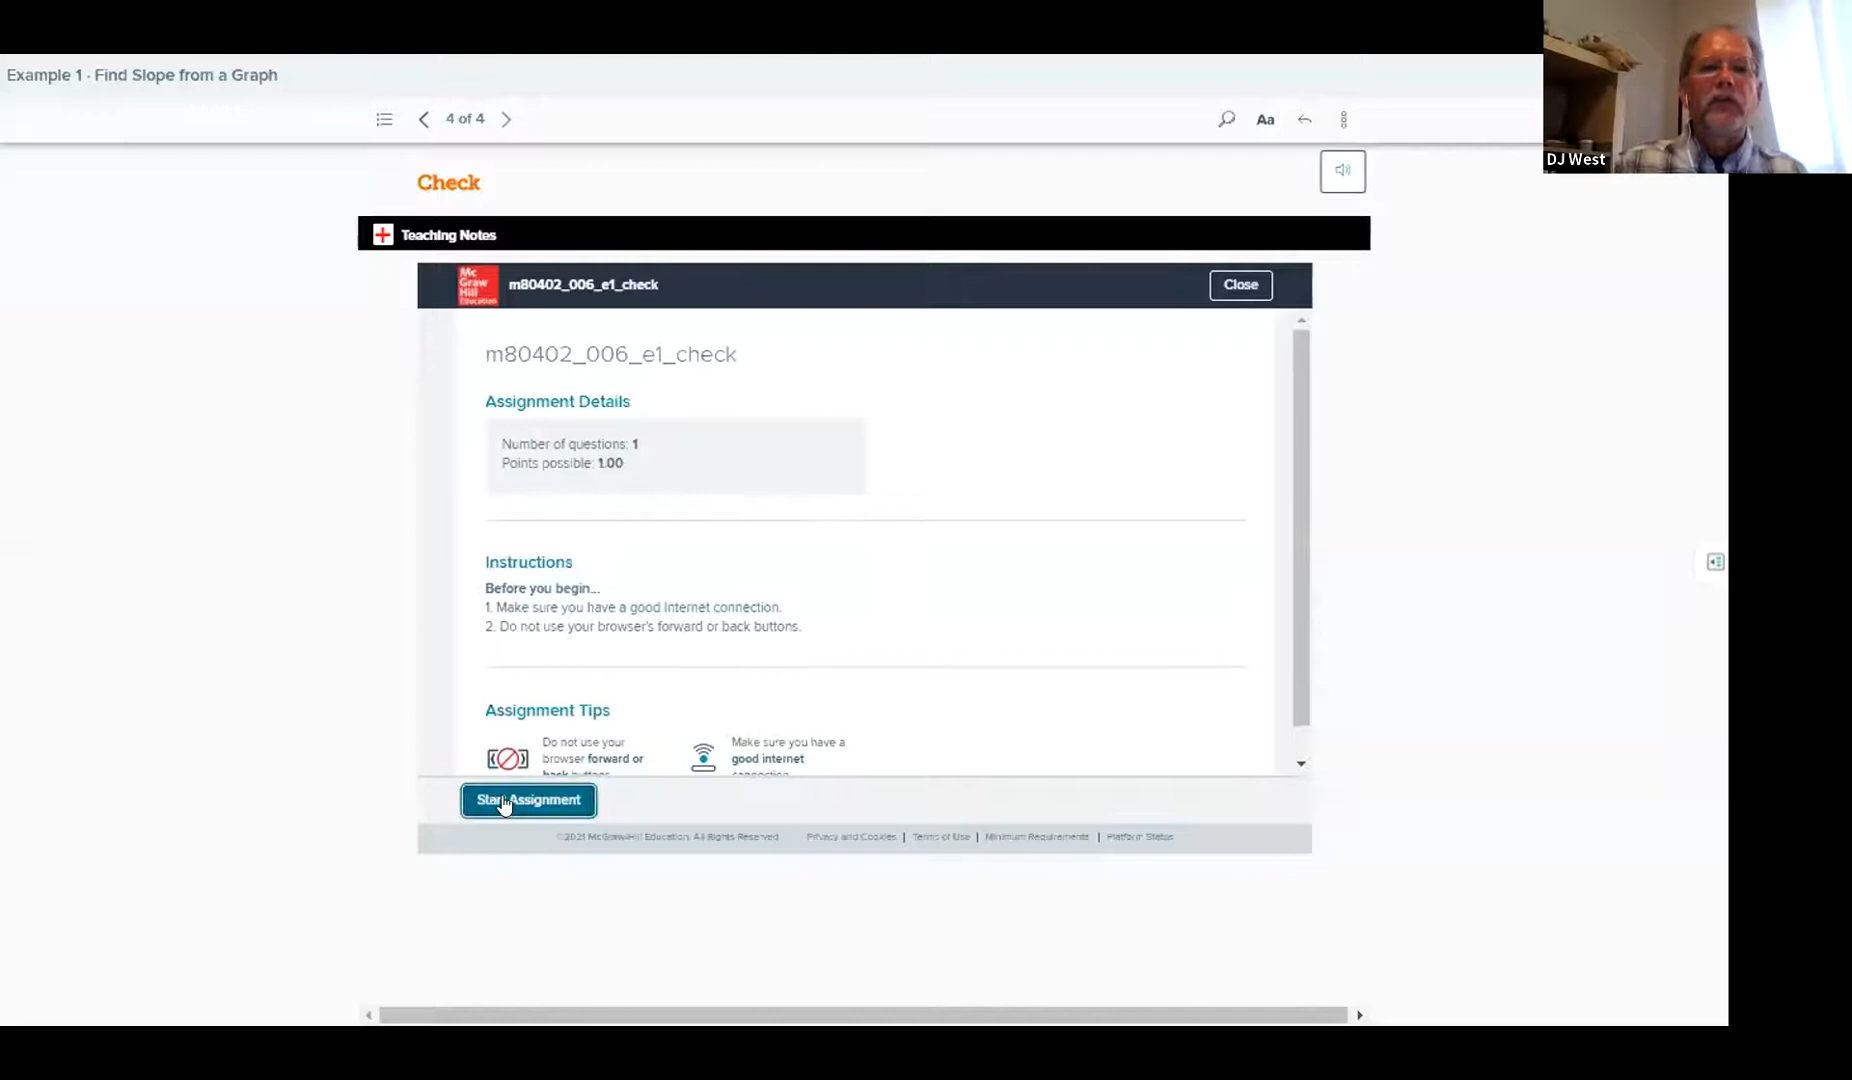 Example 1 · Find Slope from a Graph
4 of 4
Aa
DJ West
Check
Teaching Notes
Mc
Graw
Hill
Education
m80402_006_e1_check
Close
m80402_006_e1_check
Assignment Details
Number of questions: 1
Points possible: 1.00
Instructions
Before you begin...
1. Make sure you have a good Internet connection.
2. Do not use your browser's forward or back buttons.
Assignment Tips
Do not use your
browser forward or
back buttons
Make sure you have a
good internet
connection
Start Assignment
©2021 McGraw-Hill Education. All Rights Reserved
Privacy and Cookies | Terms of Use | Minimum Requirements | Platform Status